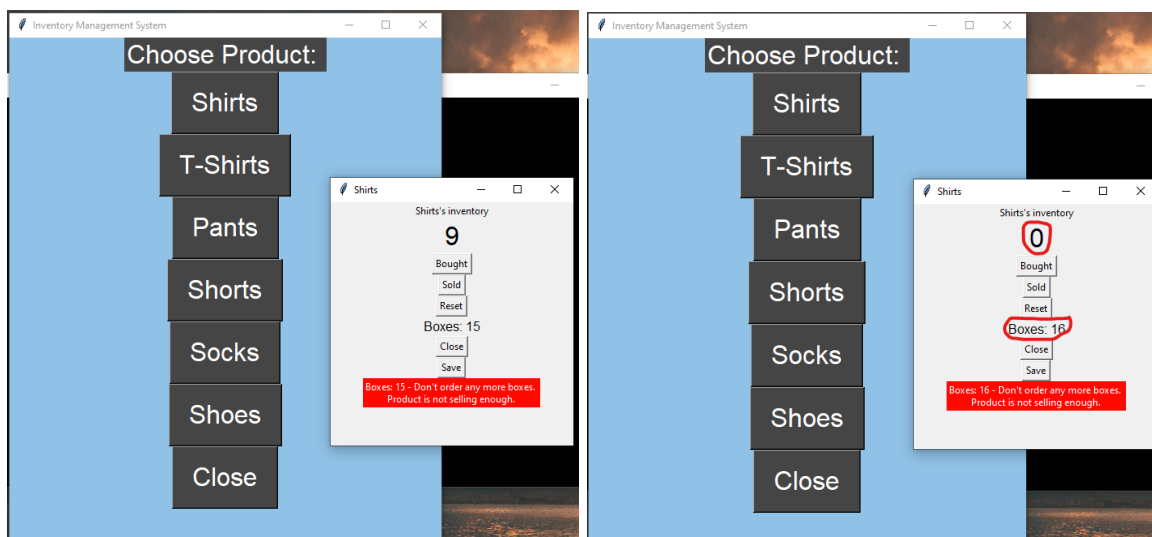 Inventory Management System
Choose Product:
Shirts
T-Shirts
Pants
Shorts
Socks
Shoes
Close
Shirts
Shirts's inventory
9
Bought
Sold
Reset
Boxes: 15
Close
Save
Boxes: 15 - Don't order any more boxes.
Product is not selling enough.
Inventory Management System
Choose Product:
Shirts
T-Shirts
Pants
Shorts
Socks
Shoes
Close
Shirts
Shirts's inventory
0
Bought
Sold
Reset
Boxes: 16
Close
Save
Boxes: 16 - Don't order any more boxes.
Product is not selling enough.